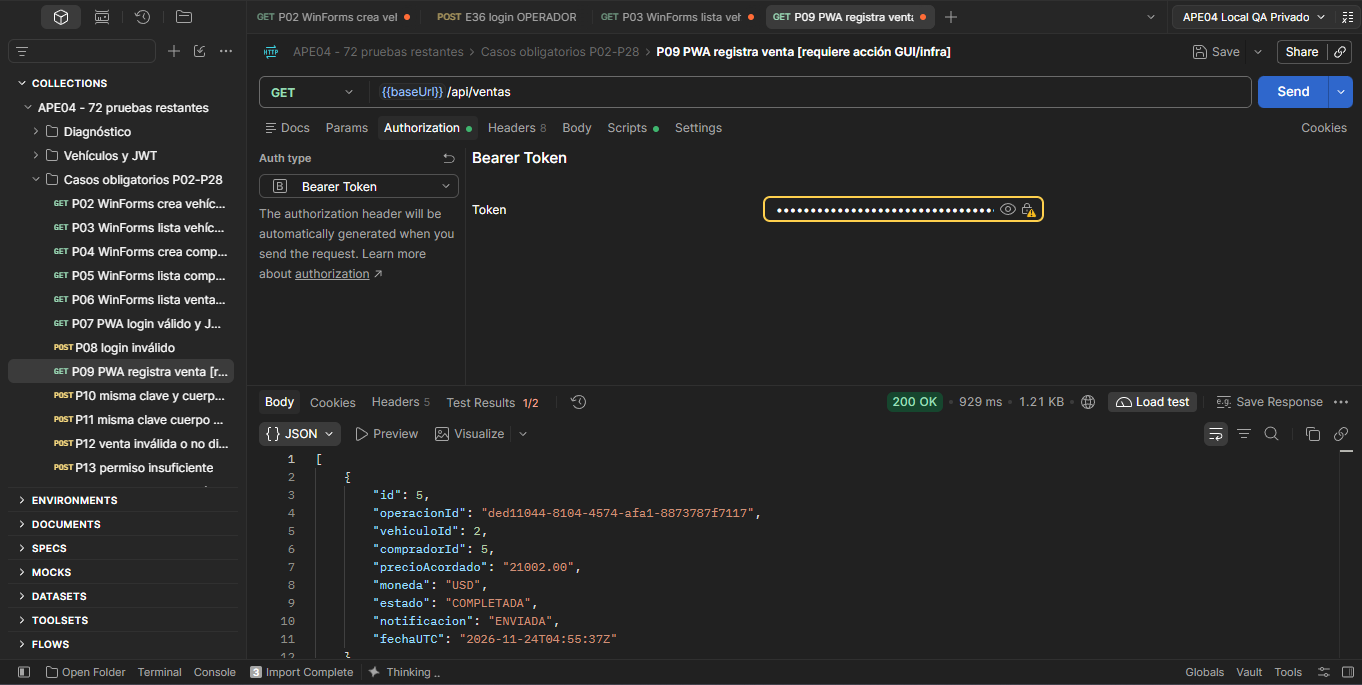 GET P02 WinForms crea vel
POST E36 login OPERADOR
GET P03 WinForms lista veh
GET P09 PWA registra venta
APE04 Local QA Privado
COLLECTIONS
APE04 - 72 pruebas restantes
Diagnóstico
Vehículos y JWT
Casos obligatorios P02-P28
GET P02 WinForms crea vehíc...
GET P03 WinForms lista vehíc...
GET P04 WinForms crea comp...
GET P05 WinForms lista comp...
GET P06 WinForms lista venta...
GET P07 PWA login válido y J...
POST P08 login inválido
GET P09 PWA registra venta [r...
POST P10 misma clave y cuerp...
POST P11 misma clave cuerpo ...
POST P12 venta inválida o no di...
POST P13 permiso insuficiente
ENVIRONMENTS
DOCUMENTS
SPECS
MOCKS
DATASETS
TOOLSETS
FLOWS
HTTP APE04 - 72 pruebas restantes > Casos obligatorios P02-P28 > P09 PWA registra venta [requiere acción GUI/infra]
Save
Share
GET {{baseUrl}} /api/ventas
Send
Docs Params Authorization Headers 8 Body Scripts Settings
Cookies
Auth type
B Bearer Token
The authorization header will be
automatically generated when you
send the request. Learn more
about authorization ↗
Bearer Token
Token
Body Cookies Headers 5 Test Results 1/2
200 OK • 929 ms • 1.21 KB
Load test
e.g. Save Response
{} JSON Preview Visualize
1 [
2 {
3 "id": 5,
4 "operacionId": "ded11044-8104-4574-afa1-8873787f7117",
5 "vehiculoId": 2,
6 "compradorId": 5,
7 "precioAcordado": "21002.00",
8 "moneda": "USD",
9 "estado": "COMPLETADA",
10 "notificacion": "ENVIADA",
11 "fechaUTC": "2026-11-24T04:55:37Z"
12 }
Open Folder Terminal Console 3 Import Complete Thinking ..
Globals Vault Tools